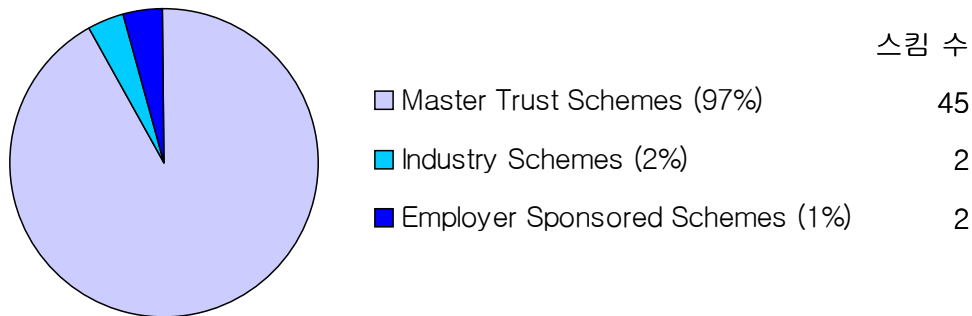 스킴 수
Master Trust Schemes (97%) 45
Industry Schemes (2%) 2
Employer Sponsored Schemes (1%) 2